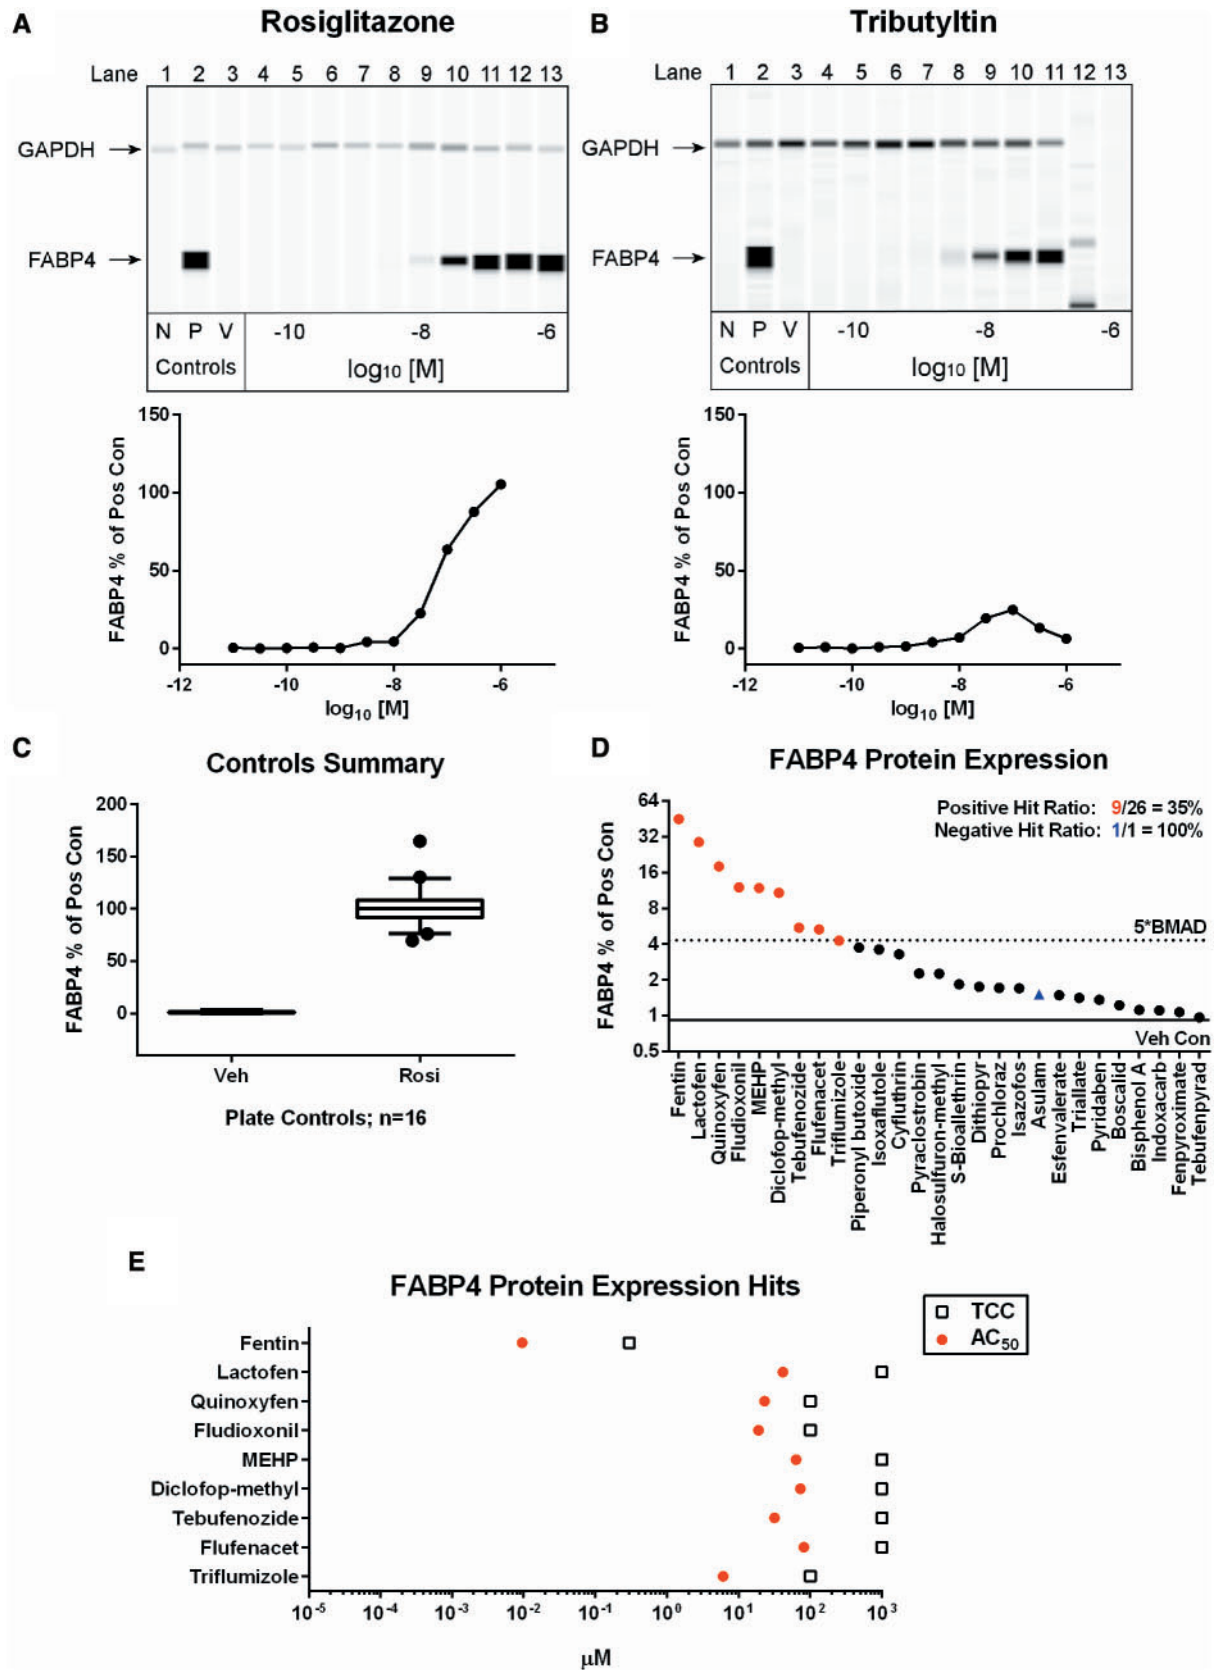 A Rosiglitazone
Lane 1 2 3 4 5 6 7 8 9 10 11 12 13
GAPDH
FABP4
N P V -10 -8 -6
Controls log10 [M]
150
100
50
0
FABP4 % of Pos Con
-12 -10 -8 -6
log10 [M]
B Tributyltin
Lane 1 2 3 4 5 6 7 8 9 10 11 12 13
GAPDH
FABP4
N P V -10 -8 -6
Controls log10 [M]
150
100
50
0
FABP4 % of Pos Con
-12 -10 -8 -6
log10 [M]
C
Controls Summary
200
150
100
50
0
FABP4 % of Pos Con
Veh Rosi
Plate Controls; n=16
D
FABP4 Protein Expression
Positive Hit Ratio: 9/26 = 35%
Negative Hit Ratio: 1/1 = 100%
64
32
16
8
4
2
1
0.5
FABP4 % of Pos Con
5*BMAD
Veh Con
Fentin
Lactofen
Quinoxyfen
Fludioxonil
MEHP
Diclofop-methyl
Tebufenozide
Flufenacet
Triflumizole
Piperonyl butoxide
Isoxaflutole
Cyfluthrin
Pyraclostrobin
Halosulfuron-methyl
S-Bioallethrin
Dithiopyr
Prochloraz
Isazofos
Asulam
Esfenvalerate
Triallate
Pyridaben
Boscalid
Bisphenol A
Indoxacarb
Fenpyroximate
Tebufenpyrad
E
FABP4 Protein Expression Hits
TCC
AC50
Fentin
Lactofen
Quinoxyfen
Fludioxonil
MEHP
Diclofop-methyl
Tebufenozide
Flufenacet
Triflumizole
10-5 10-4 10-3 10-2 10-1 100 101 102 103
μM